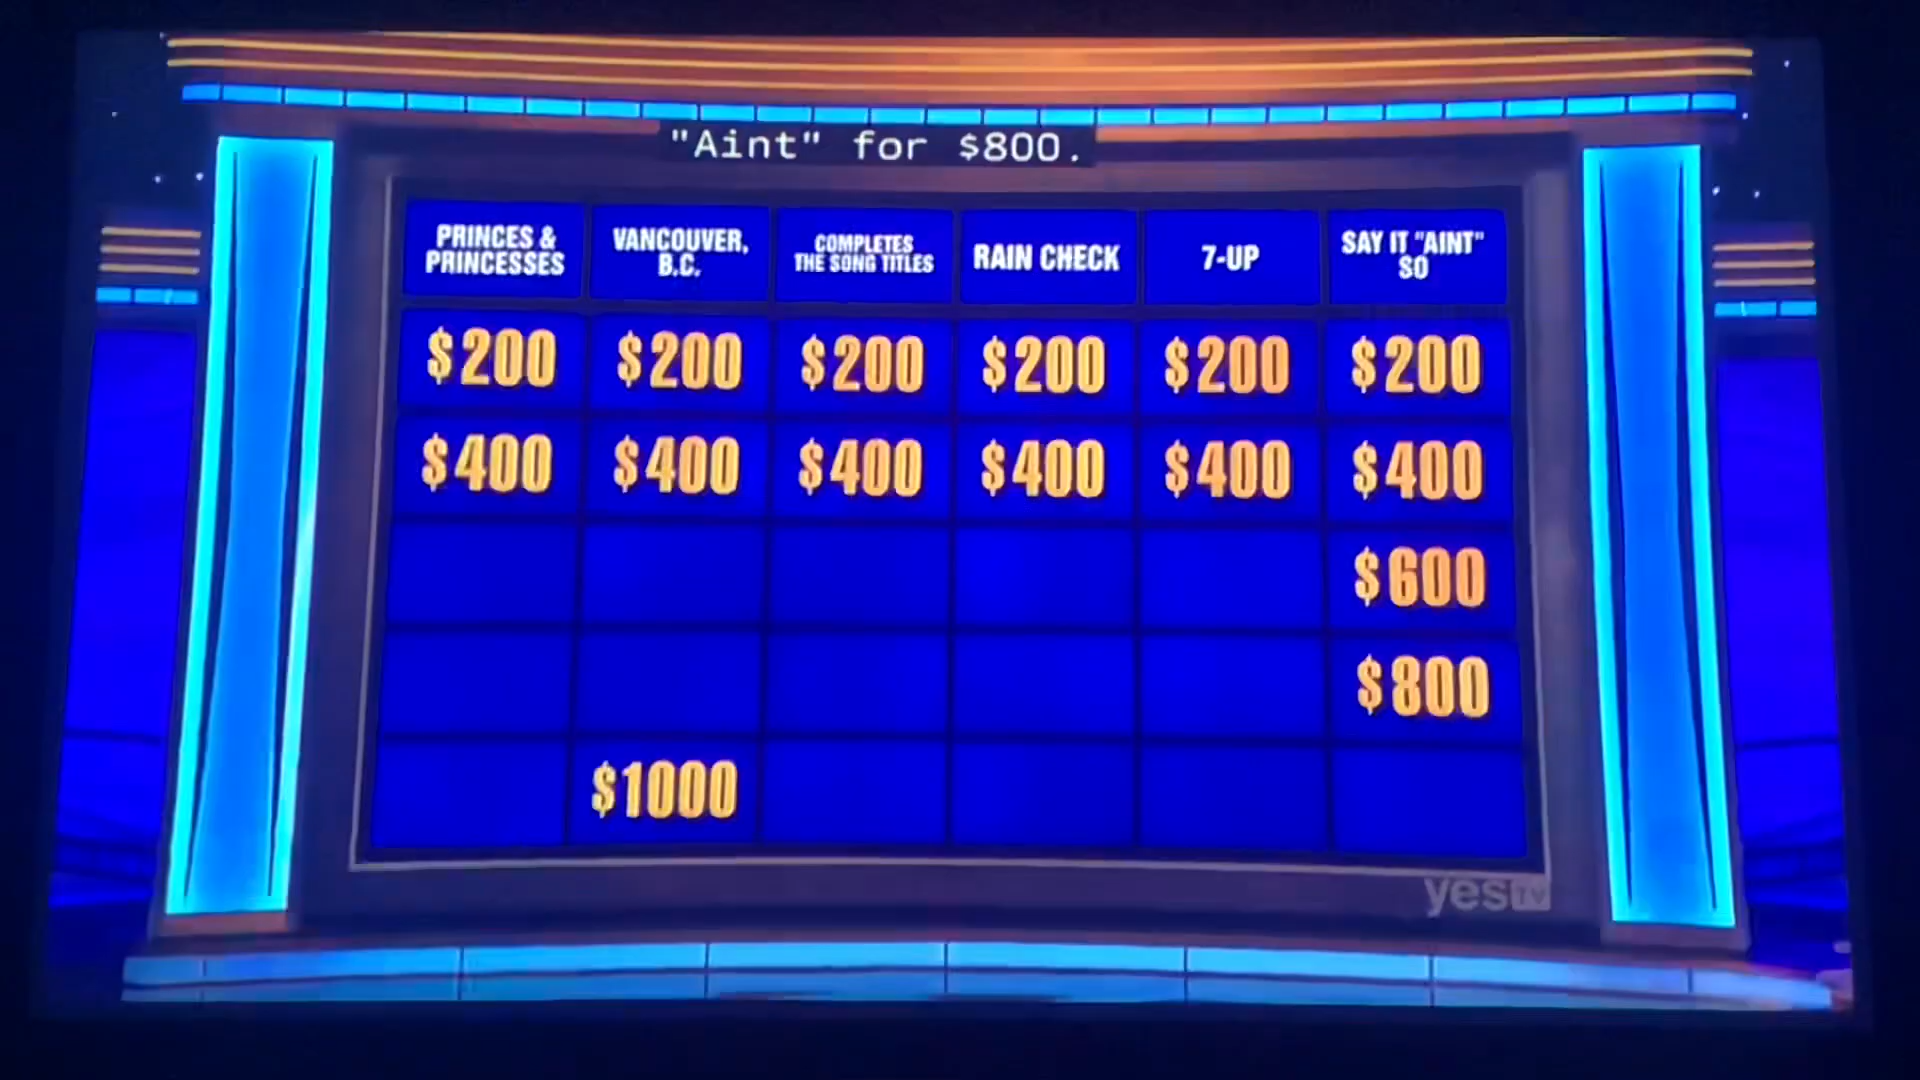 "Aint" for $800.
PRINCES &
PRINCESSES
VANCOUVER,
B.C.
COMPLETES
THE SONG TITLES
RAIN CHECK
7-UP
SAY IT "AINT"
SO
$200 $200 $200 $200 $200 $200
$400 $400 $400 $400 $400 $400
$600
$800
$1000
yes TV